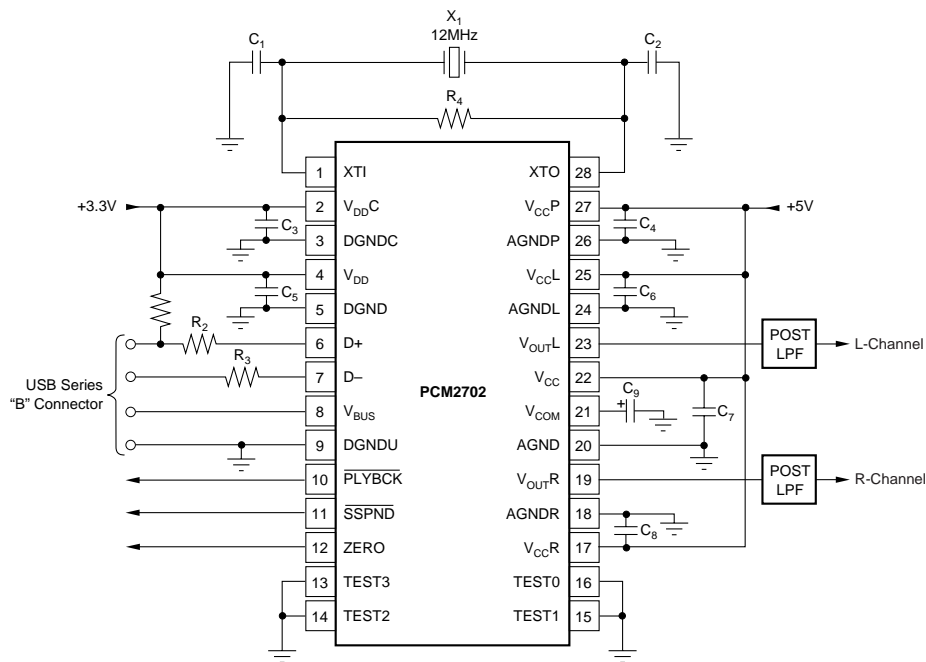 X1
12MHz
C1
C2
R4
1 XTI
XTO 28
+3.3V
2 VDDC
VCCP 27
+5V
C3
C4
3 DGNDC
AGNDP 26
4 VDD
VCCL 25
C5
C6
5 DGND
AGNDL 24
R2
6 D+
VOUTL 23
POST
LPF
L-Channel
R3
7 D–
VCC 22
USB Series
“B” Connector
PCM2702
8 VBUS
VCOM 21
+
C9
C7
9 DGNDU
AGND 20
10 PLYBCK
VOUTR 19
POST
LPF
R-Channel
11 SSPND
AGNDR 18
C8
12 ZERO
VCCR 17
13 TEST3
TEST0 16
14 TEST2
TEST1 15